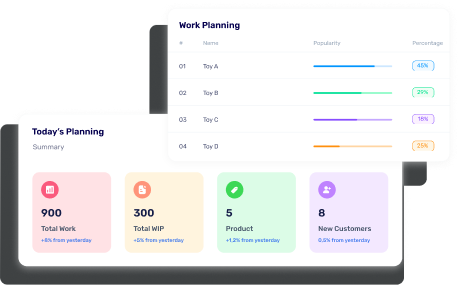 Work Planning
# Name Popularity Percentage
01 Toy A 45%
02 Toy B 29%
03 Toy C 16%
04 Toy D 25%
Today's Planning
Summary
900
Total Work
+8% from yesterday
300
Total WIP
+5% from yesterday
5
Product
+1,2% from yesterday
8
New Customers
0,5% from yesterday